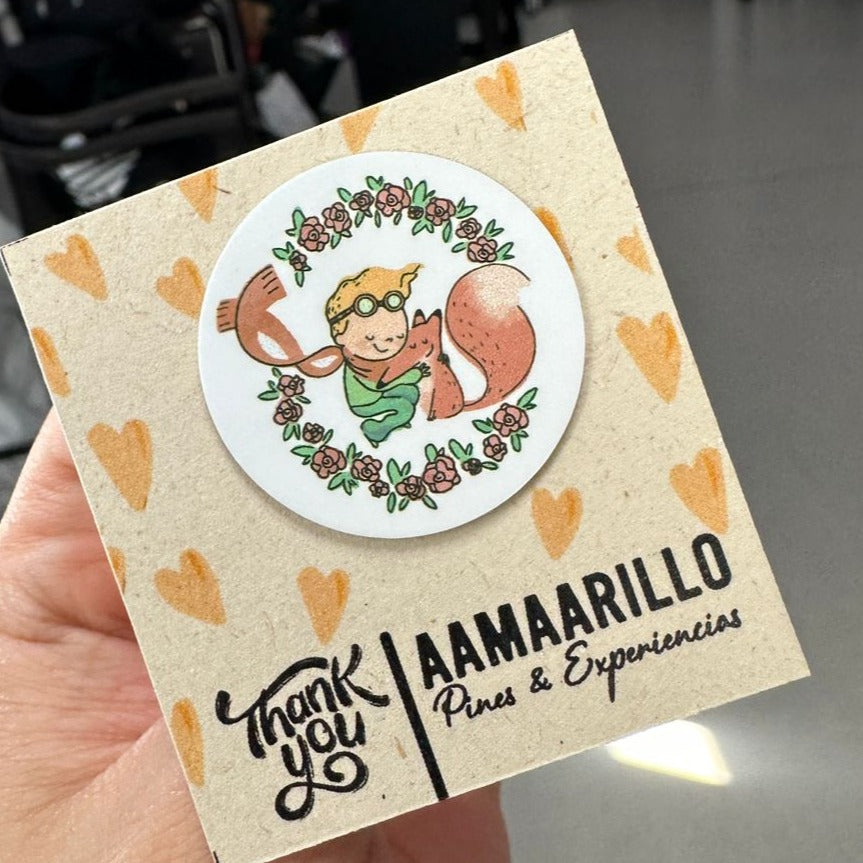 Thank
you
AAMAARILLO
Pines & Experiencias